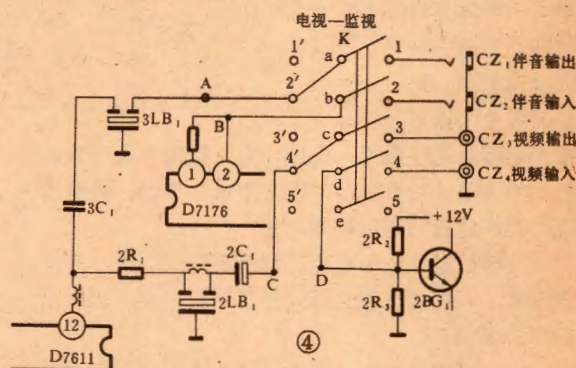 电视—监视
K
1′ a 1 CZ₁伴音输出
A 2′ b 2 CZ₂伴音输入
3LB₁ B 3′ c 3 CZ₃视频输出
1 2 4′ d 4 CZ₄视频输入
D7176 5′ e 5
3C₁ +12V
2R₁ 2C₁ C D 2R₂
2LB₁ 2R₃ 2BG₁
12 ④
D7611